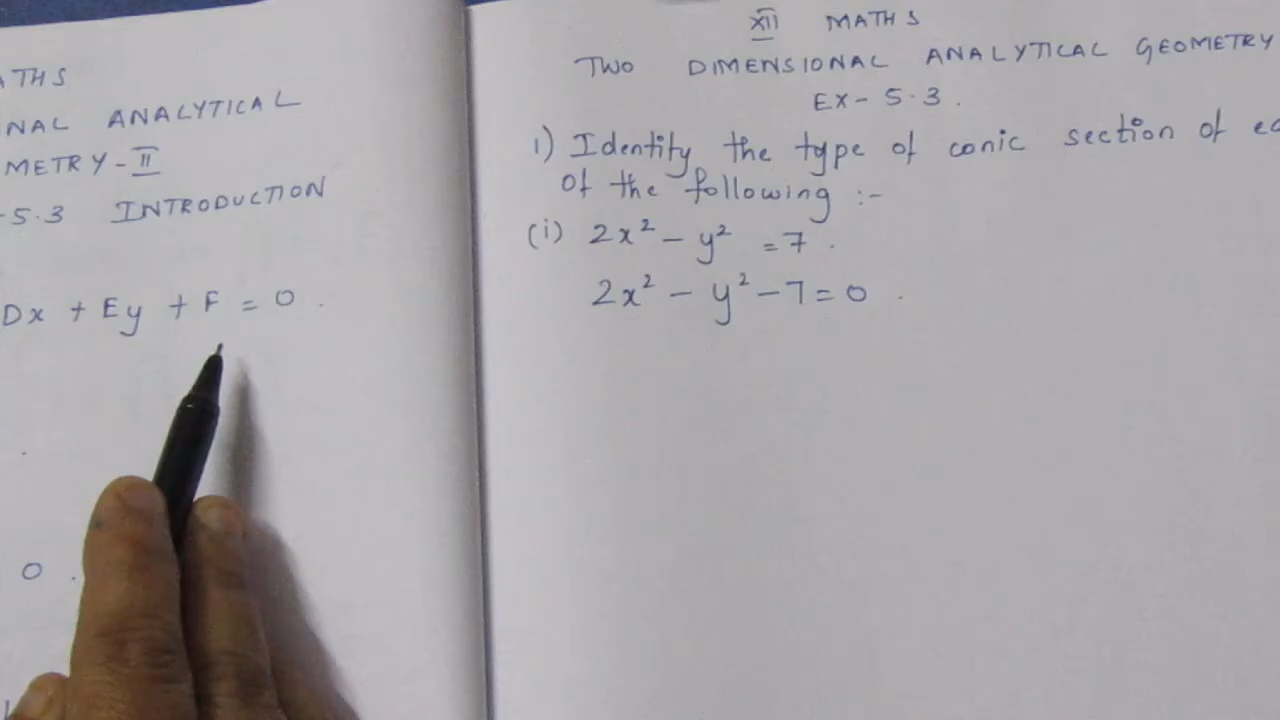 ATHS
NAL ANALYTICAL
METRY-II
-5.3 INTRODUCTION
Dx + Ey + F = 0 .
0 .
XII MATHS
TWO DIMENSIONAL ANALYTICAL GEOMETRY
EX- 5.3.
1) Identify the type of conic section of ea
of the following :-
(i) 2x² - y² = 7 .
2x² - y² - 7 = 0 .